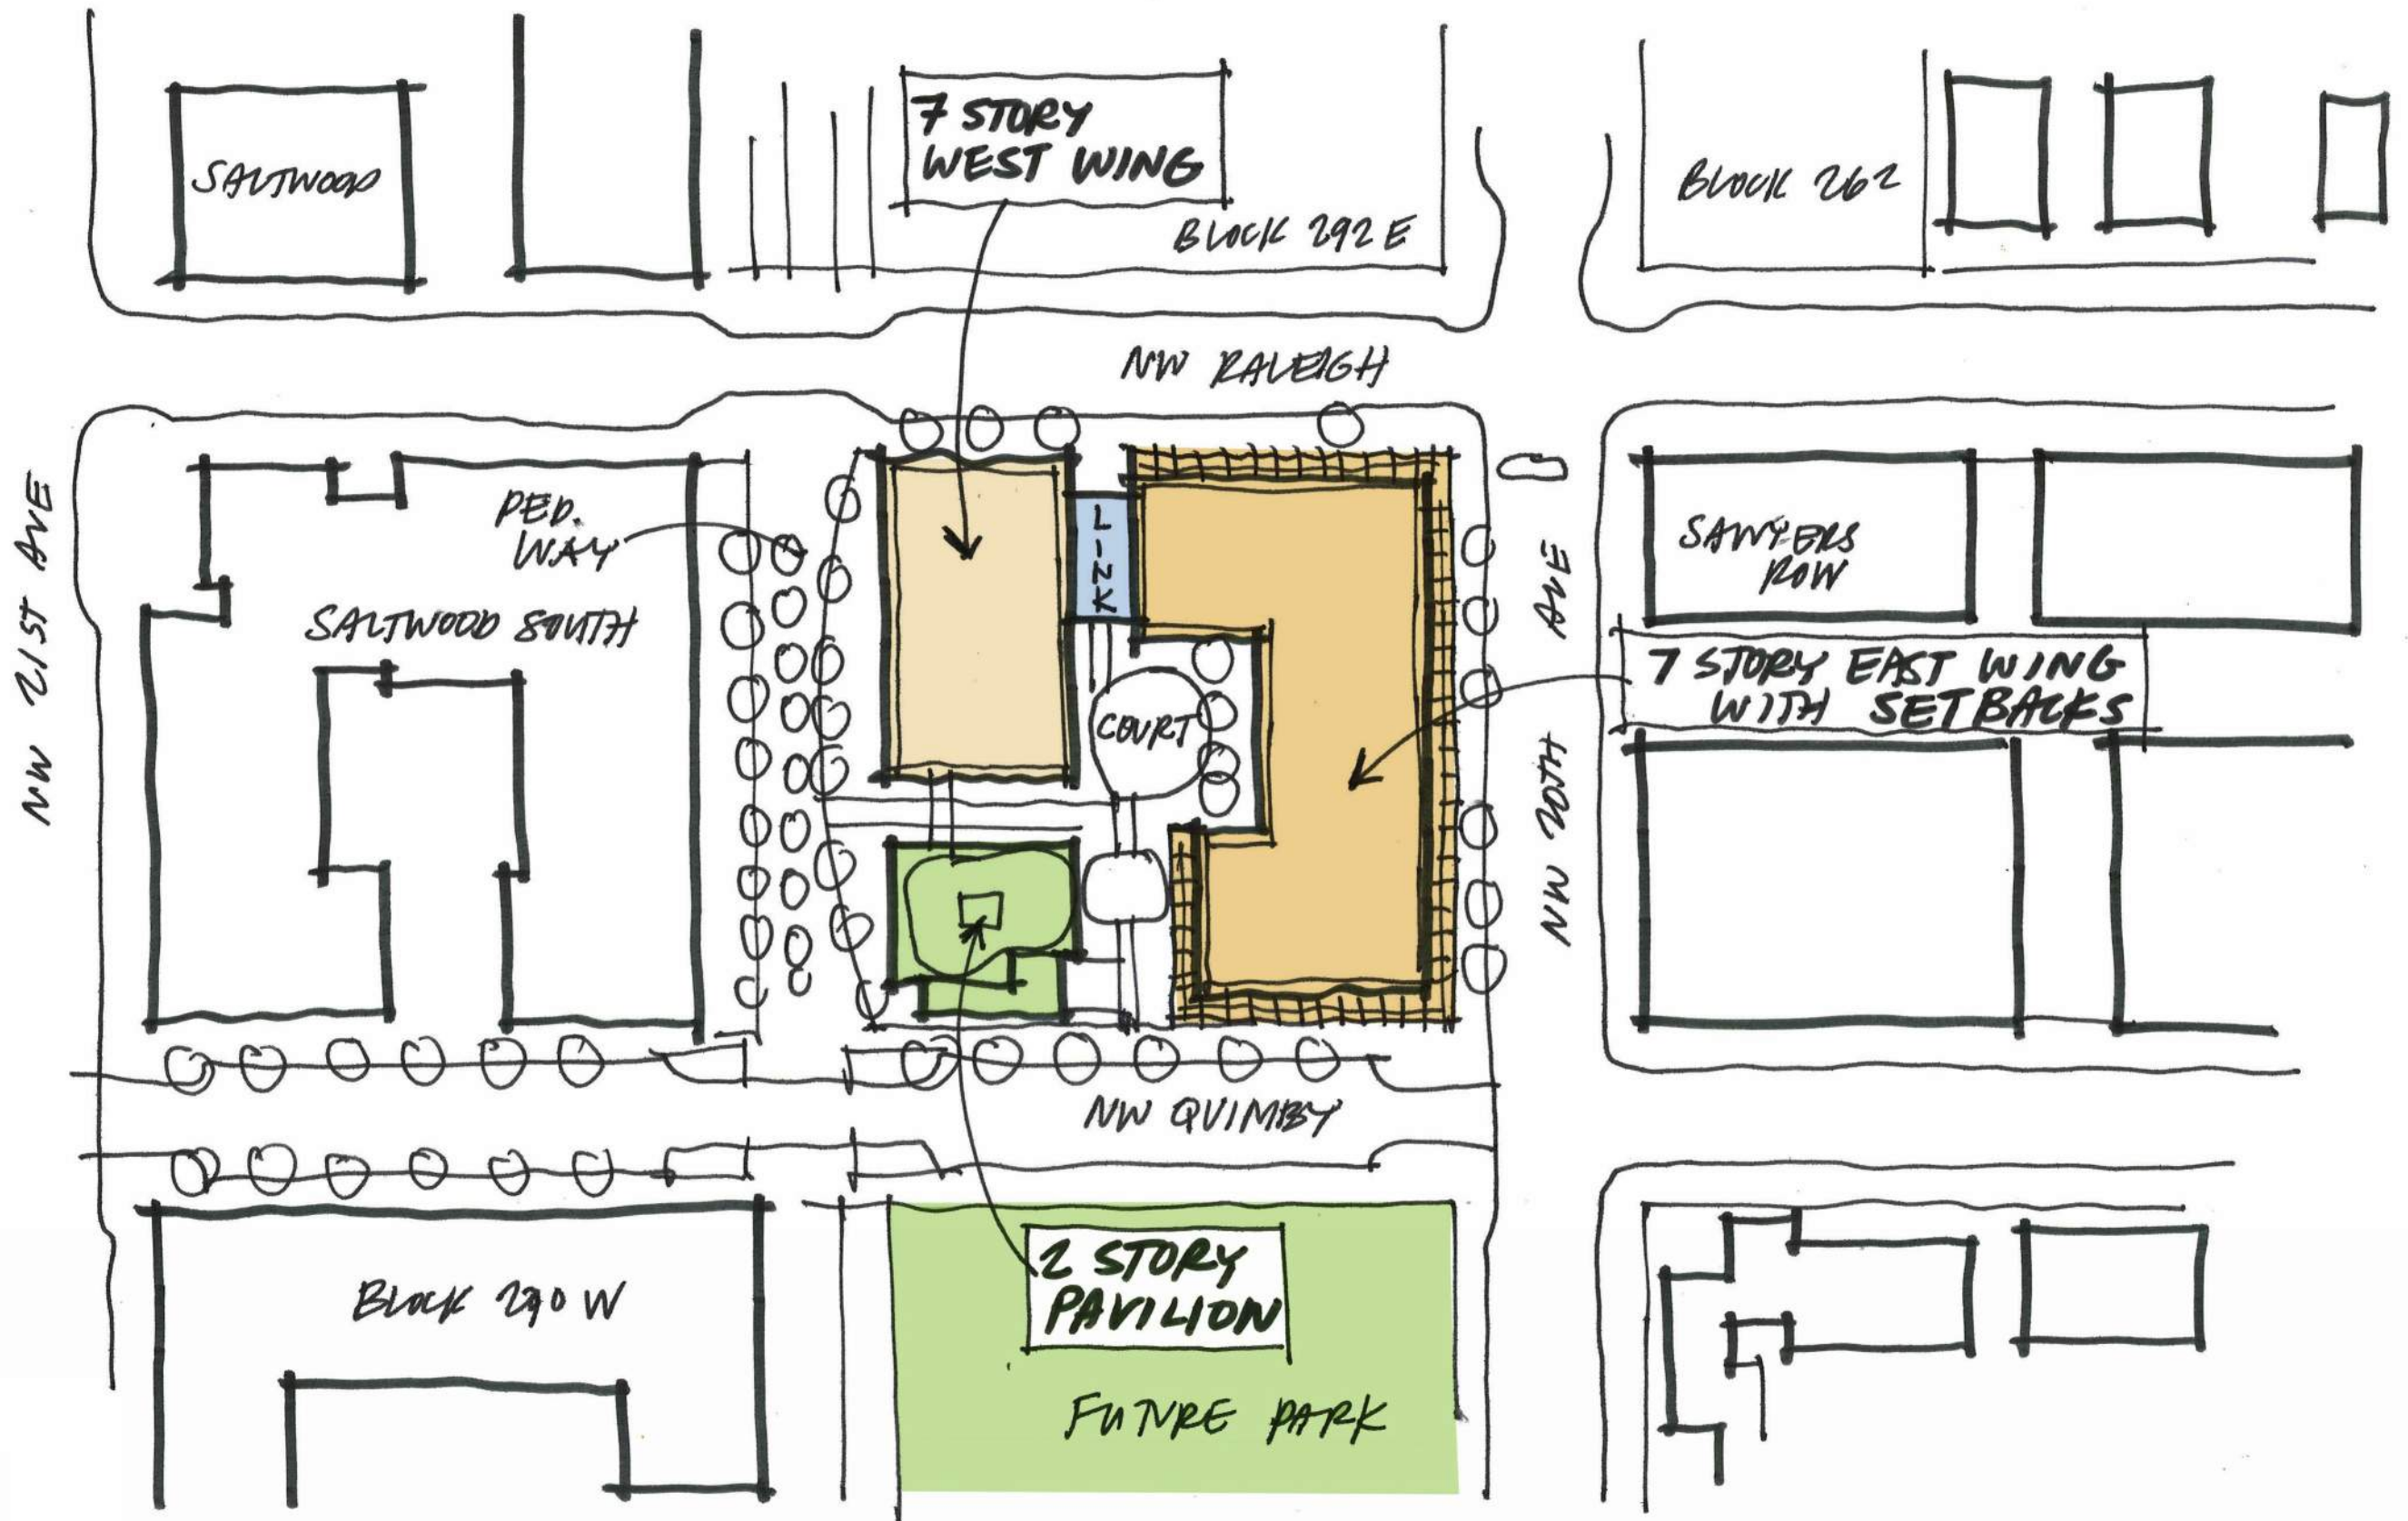 7 STORY
WEST WING
SALTWOOD
BLOCK 262
BLOCK 292 E
NW RALEIGH
NW 21ST AVE
PED.
WAY
LINK
SAWYERS
ROW
NW 20TH AVE
SALTWOOD SOUTH
7 STORY EAST WING
WITH SETBACKS
COURT
NW QUIMBY
2 STORY
PAVILION
BLOCK 290 W
FUTURE PARK